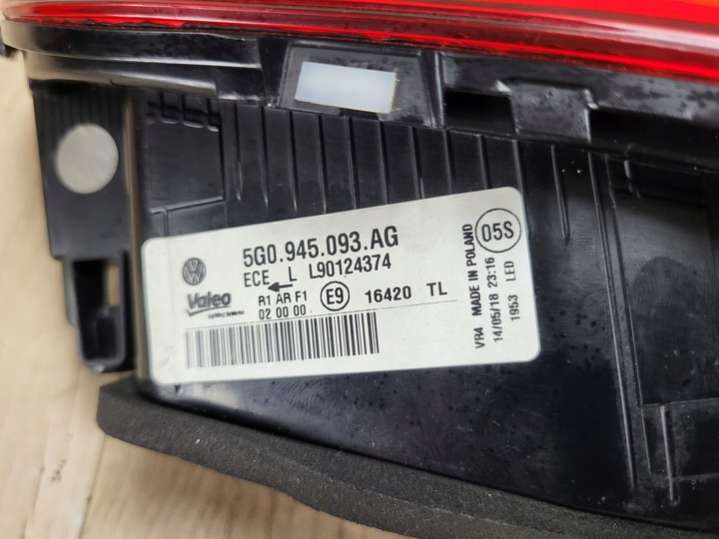 5G0.945.093.AG
ECE L L90124374
Valeo
R1 AR F1
02 00 00
E9
16420 TL
05S
VR4 MADE IN POLAND
14/05/18 23:16
1953 LED